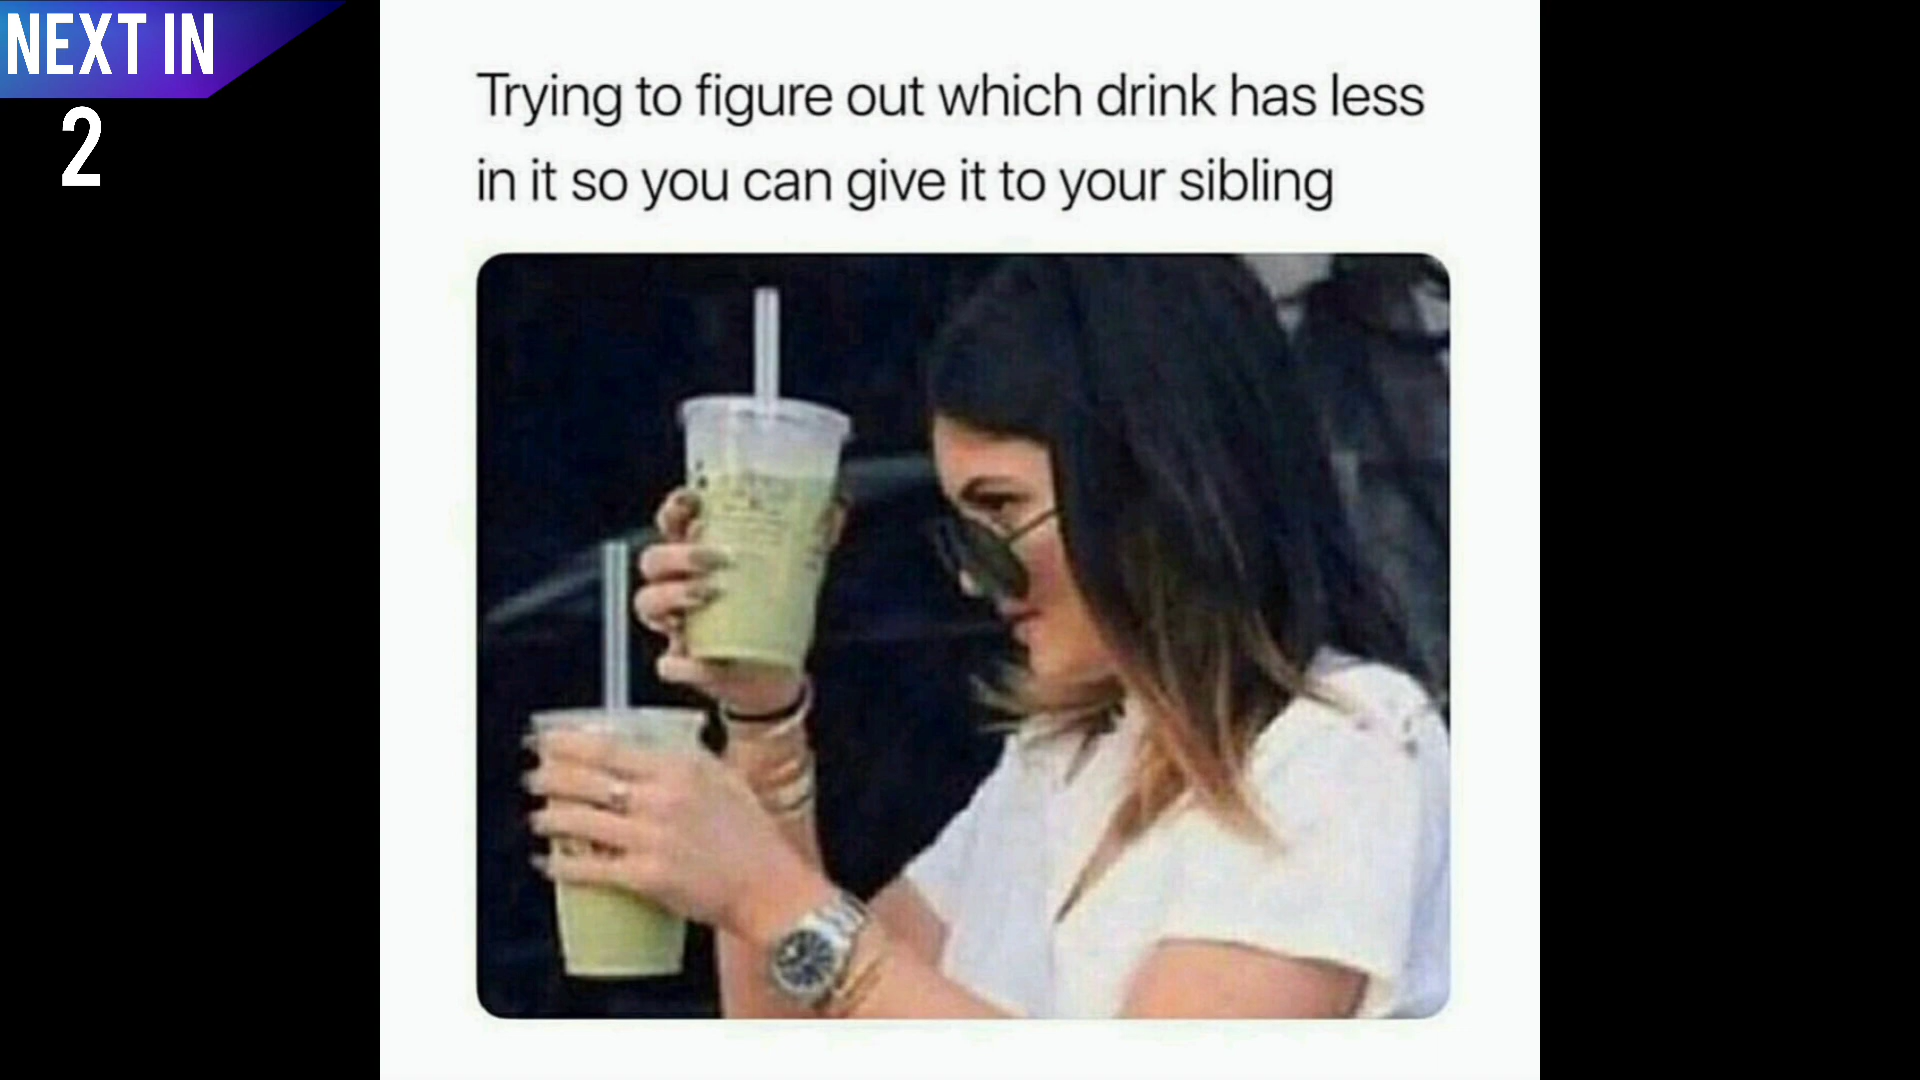 NEXT IN
2
Trying to figure out which drink has less
in it so you can give it to your sibling